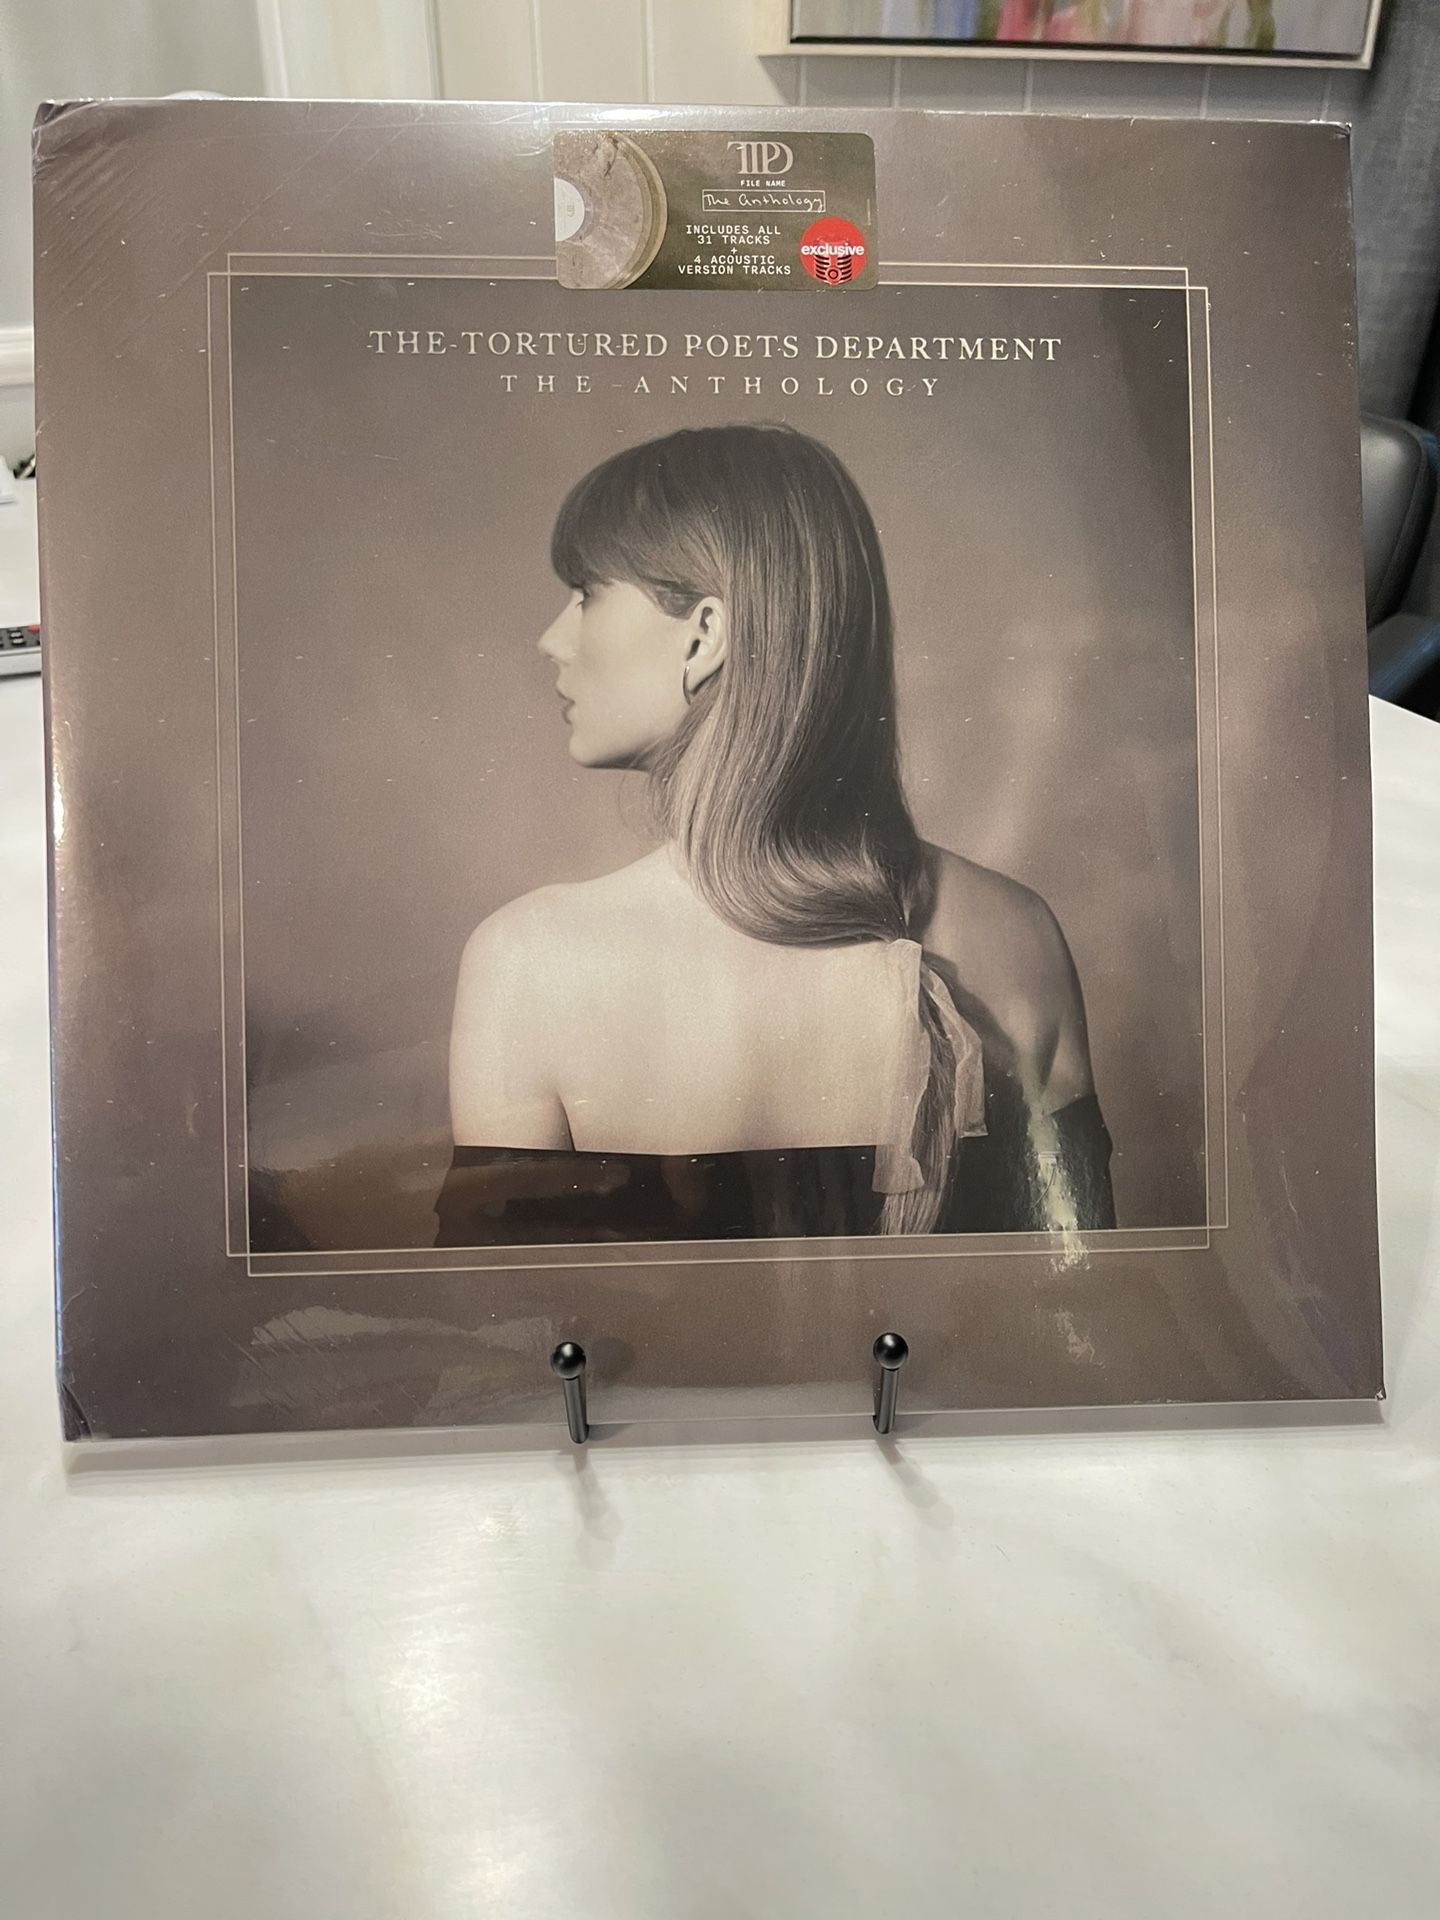 TTPD
FILE NAME
The Anthology
INCLUDES ALL
31 TRACKS
+
4 ACOUSTIC
VERSION TRACKS
exclusive
THE TORTURED POETS DEPARTMENT
THE ANTHOLOGY